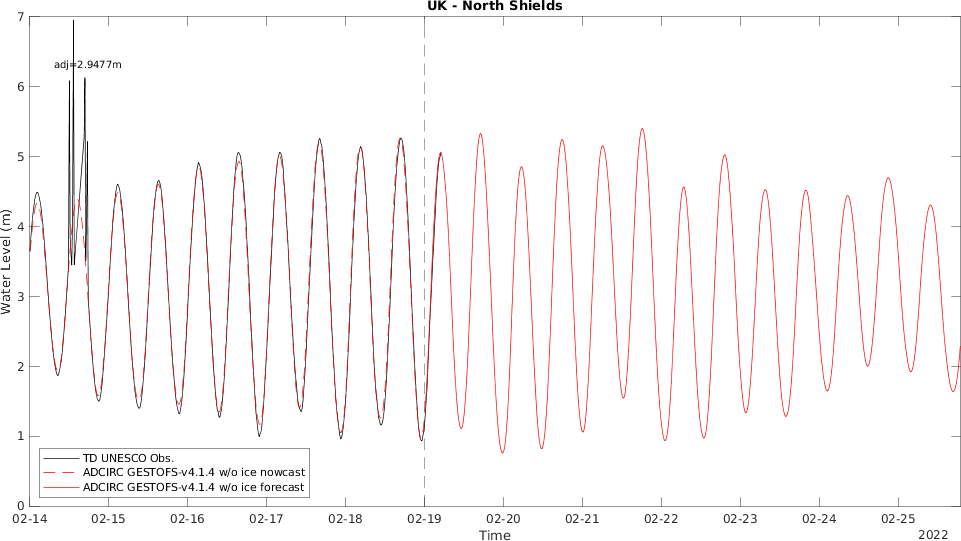 UK - North Shields
7
adj=2.9477m
6
5
4
3
2
1
0
Water Level (m)
TD UNESCO Obs.
ADCIRC GESTOFS-v4.1.4 w/o ice nowcast
ADCIRC GESTOFS-v4.1.4 w/o ice forecast
02-14 02-15 02-16 02-17 02-18 02-19 02-20 02-21 02-22 02-23 02-24 02-25
Time
2022